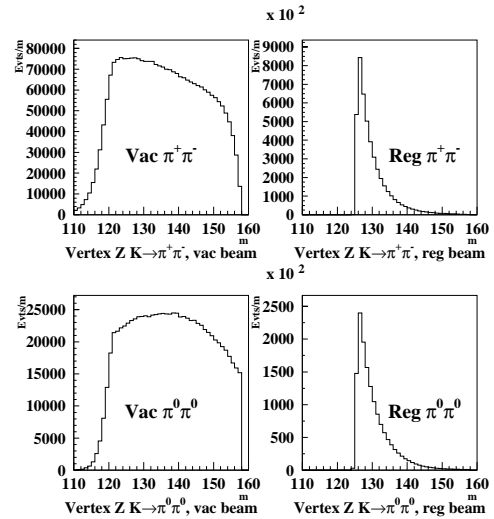 x 10²
Evts/m
80000
70000
60000
50000
40000
30000
20000
10000
0
Vac π⁺π⁻
110 120 130 140 150 160
m
Vertex Z K→π⁺π⁻, vac beam
Evts/m
9000
8000
7000
6000
5000
4000
3000
2000
1000
0
Reg π⁺π⁻
110 120 130 140 150 160
m
Vertex Z K→π⁺π⁻, reg beam
x 10²
Evts/m
25000
20000
15000
10000
5000
0
Vac π⁰π⁰
110 120 130 140 150 160
m
Vertex Z K→π⁰π⁰, vac beam
Evts/m
2500
2000
1500
1000
500
0
Reg π⁰π⁰
110 120 130 140 150 160
m
Vertex Z K→π⁰π⁰, reg beam